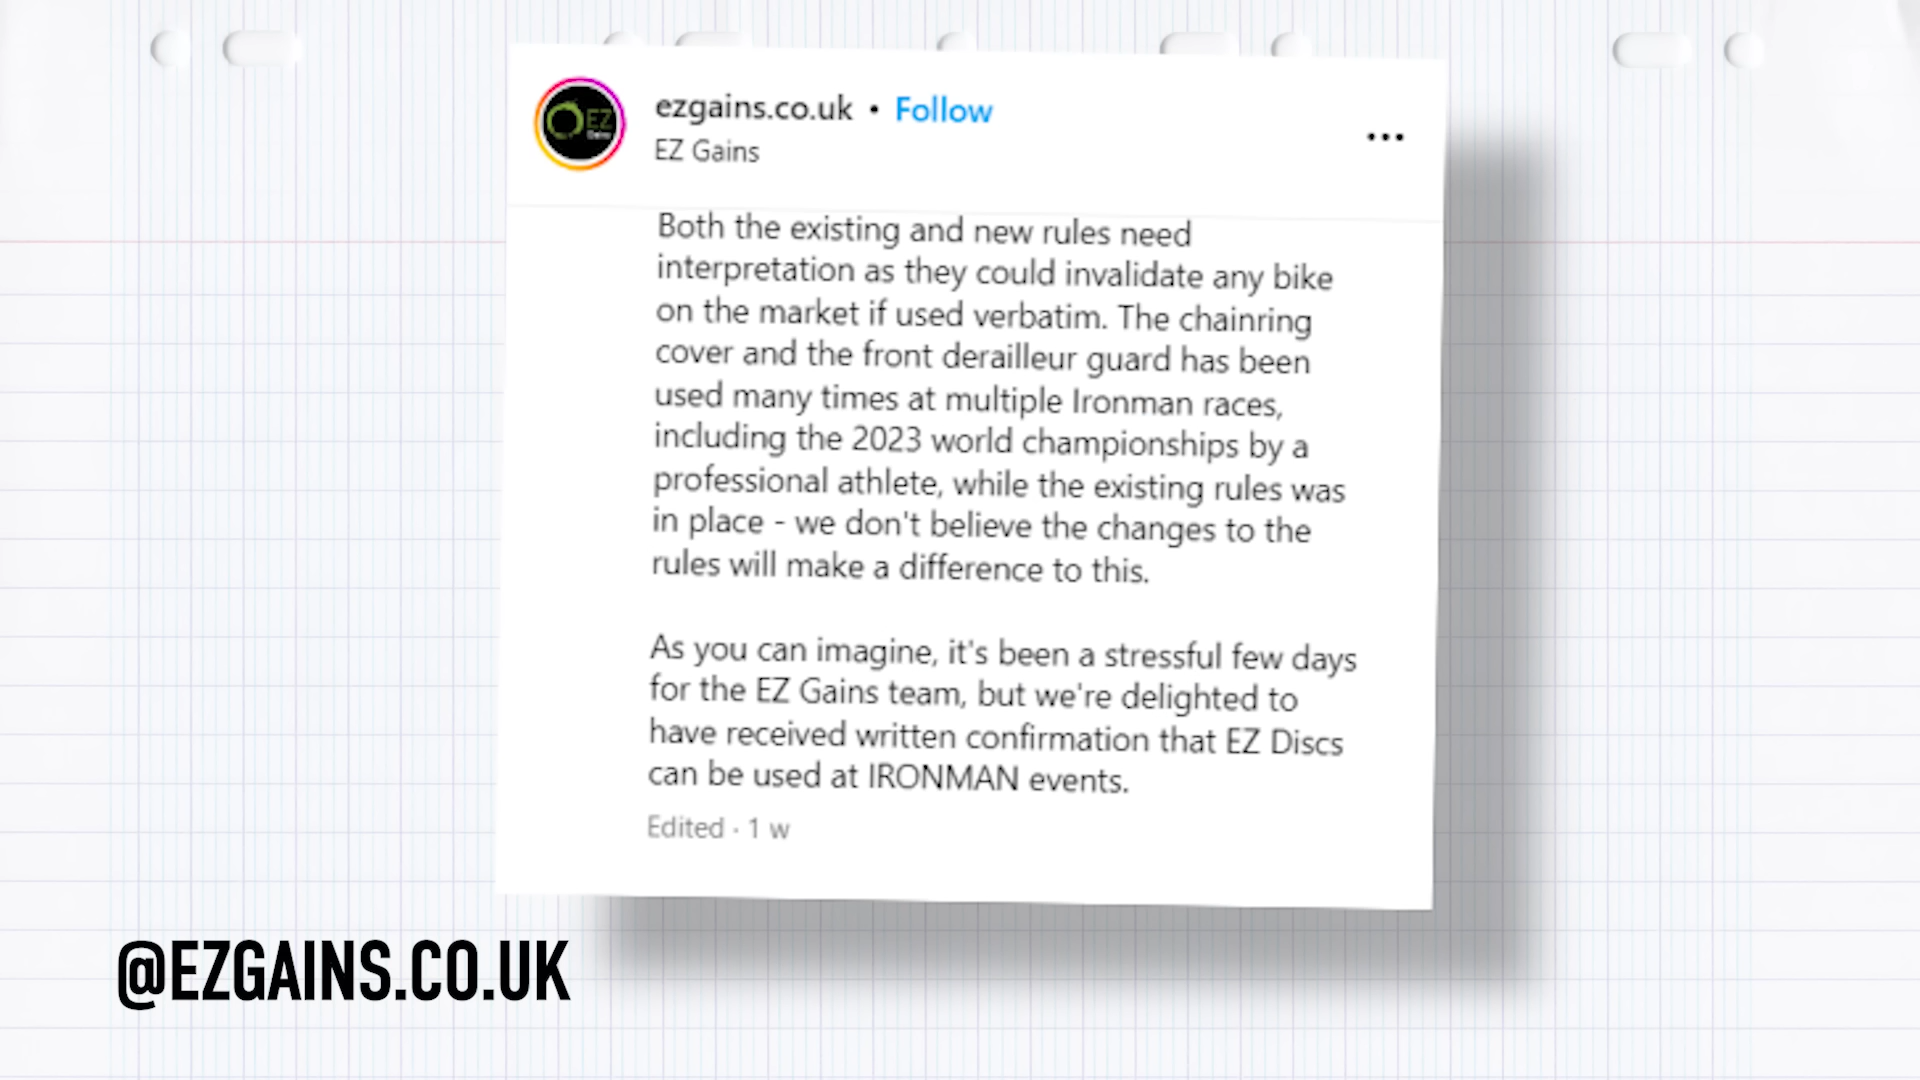 ezgains.co.uk • Follow
EZ Gains
EZ
...
Both the existing and new rules need
interpretation as they could invalidate any bike
on the market if used verbatim. The chainring
cover and the front derailleur guard has been
used many times at multiple Ironman races,
including the 2023 world championships by a
professional athlete, while the existing rules was
in place - we don't believe the changes to the
rules will make a difference to this.
As you can imagine, it's been a stressful few days
for the EZ Gains team, but we're delighted to
have received written confirmation that EZ Discs
can be used at IRONMAN events.
Edited · 1 w
@EZGAINS.CO.UK